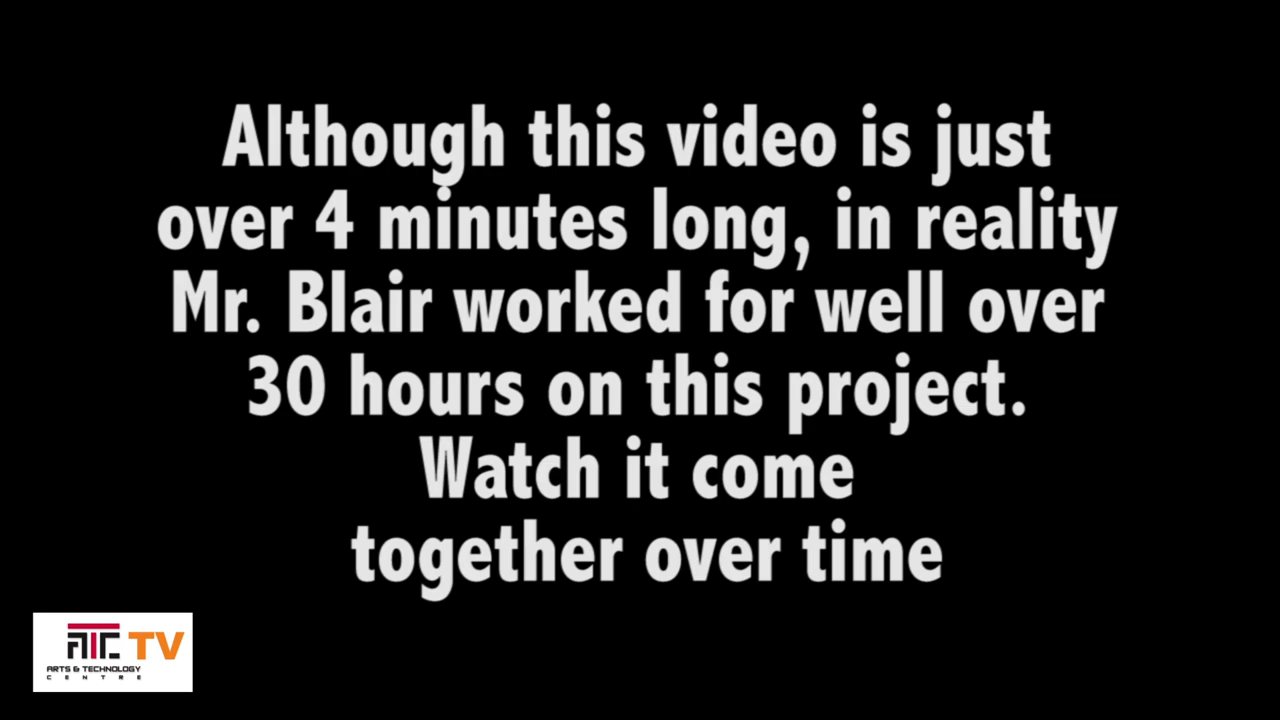 Although this video is just
over 4 minutes long, in reality
Mr. Blair worked for well over
30 hours on this project.
Watch it come
together over time
ATC TV
ARTS & TECHNOLOGY
CENTRE